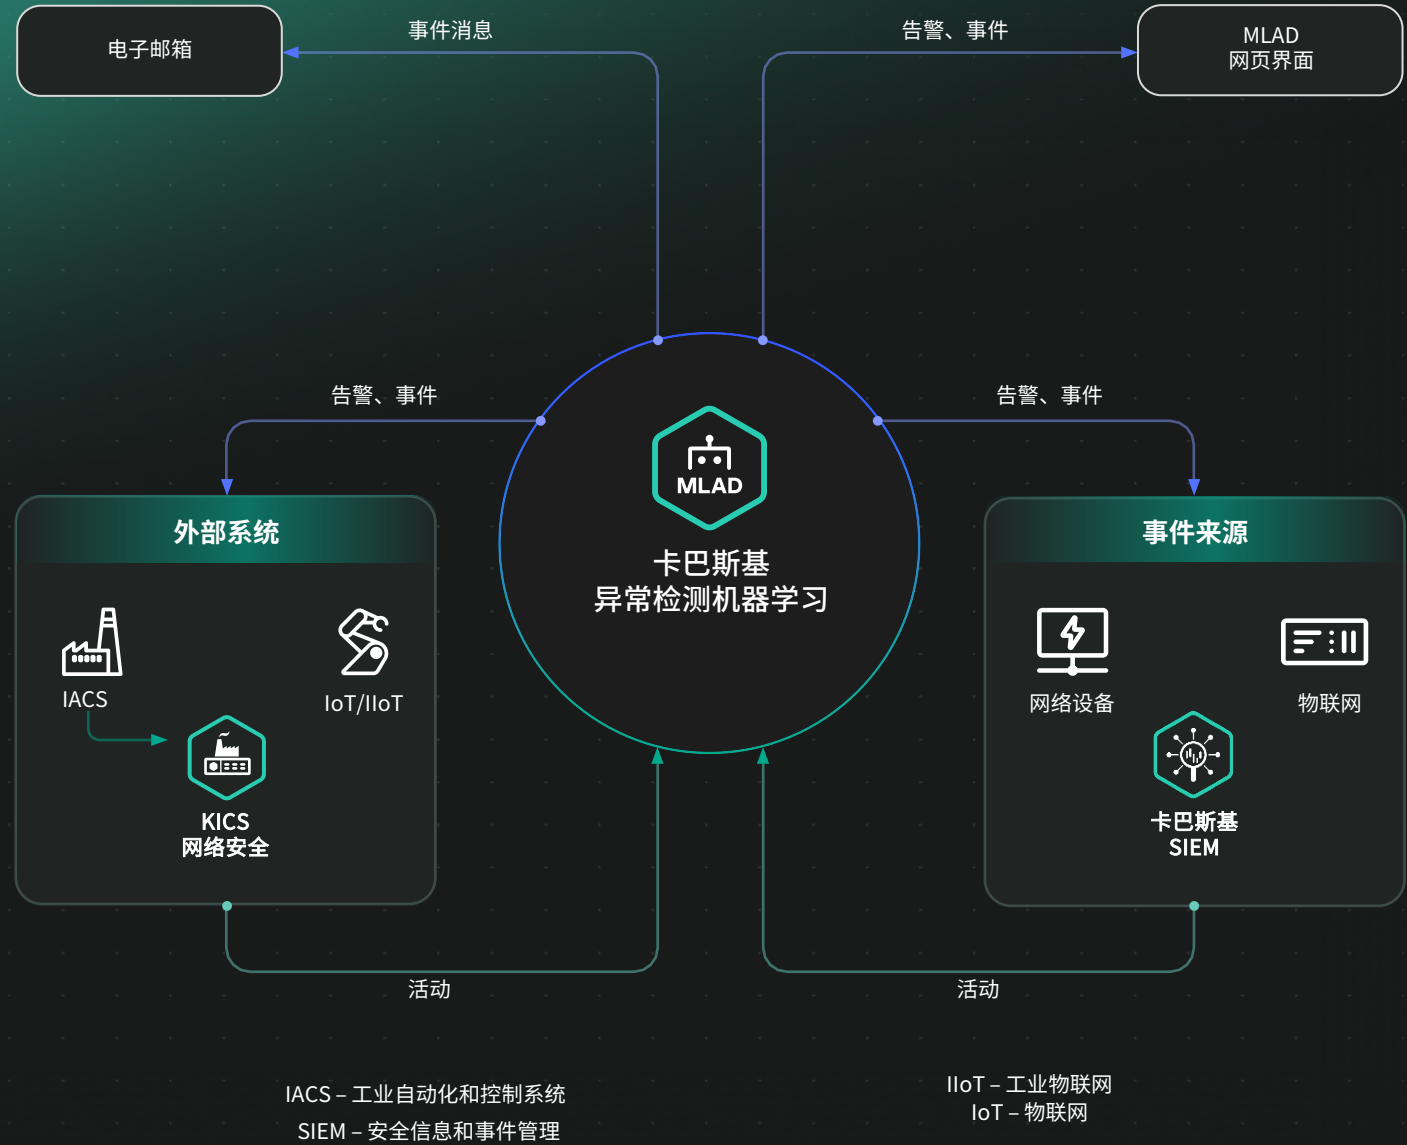 电子邮箱
事件消息
告警、事件
MLAD
网页界面
告警、事件
告警、事件
MLAD
卡巴斯基
异常检测机器学习
外部系统
IACS
IoT/IIoT
KICS
网络安全
事件来源
网络设备
物联网
卡巴斯基
SIEM
活动
活动
IACS – 工业自动化和控制系统
SIEM – 安全信息和事件管理
IIoT – 工业物联网
IoT – 物联网